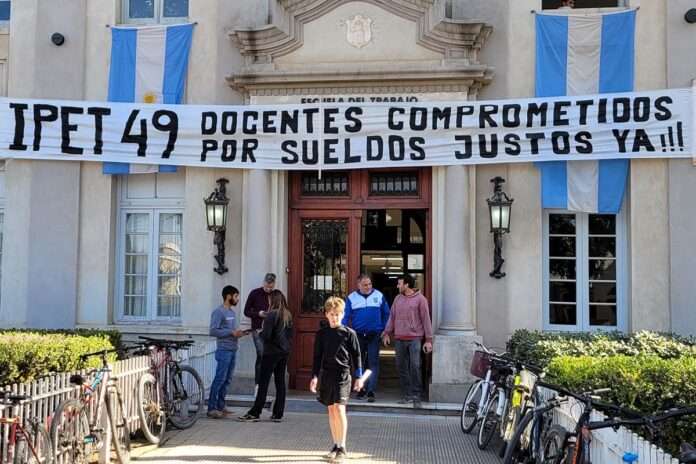 ESCUELA DEL TRABAJO
IPET 49 DOCENTES COMPROMETIDOS
POR SUELDOS JUSTOS YA!!!